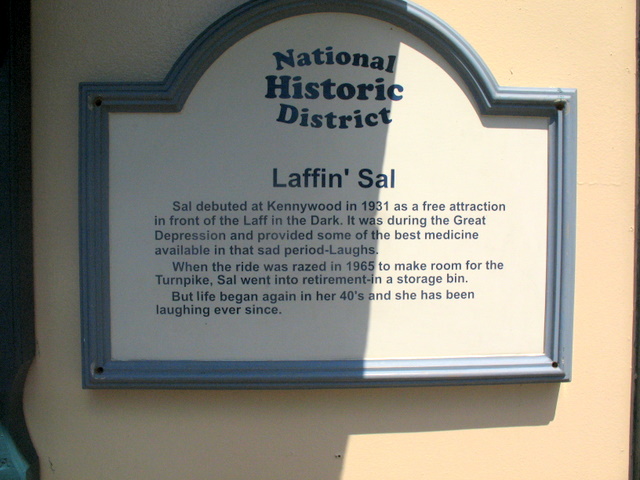 National
Historic
District
Laffin' Sal
Sal debuted at Kennywood in 1931 as a free attraction
in front of the Laff in the Dark. It was during the Great
Depression and provided some of the best medicine
available in that sad period-Laughs.
When the ride was razed in 1965 to make room for the
Turnpike, Sal went into retirement-in a storage bin.
But life began again in her 40's and she has been
laughing ever since.